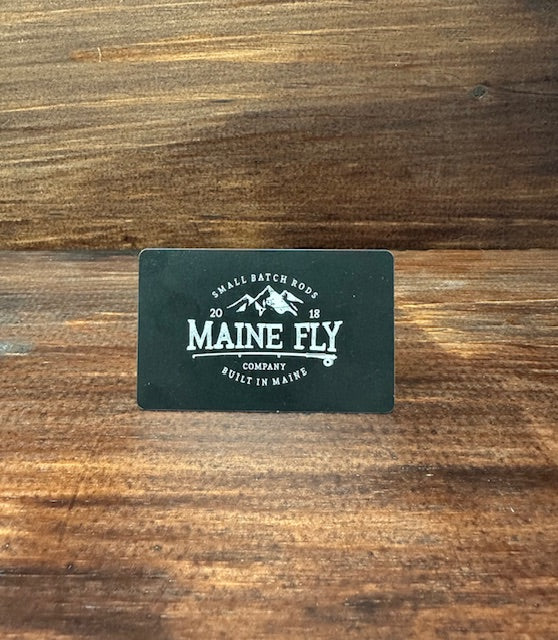 SMALL BATCH RODS
20 18
MAINE FLY
COMPANY
BUILT IN MAINE